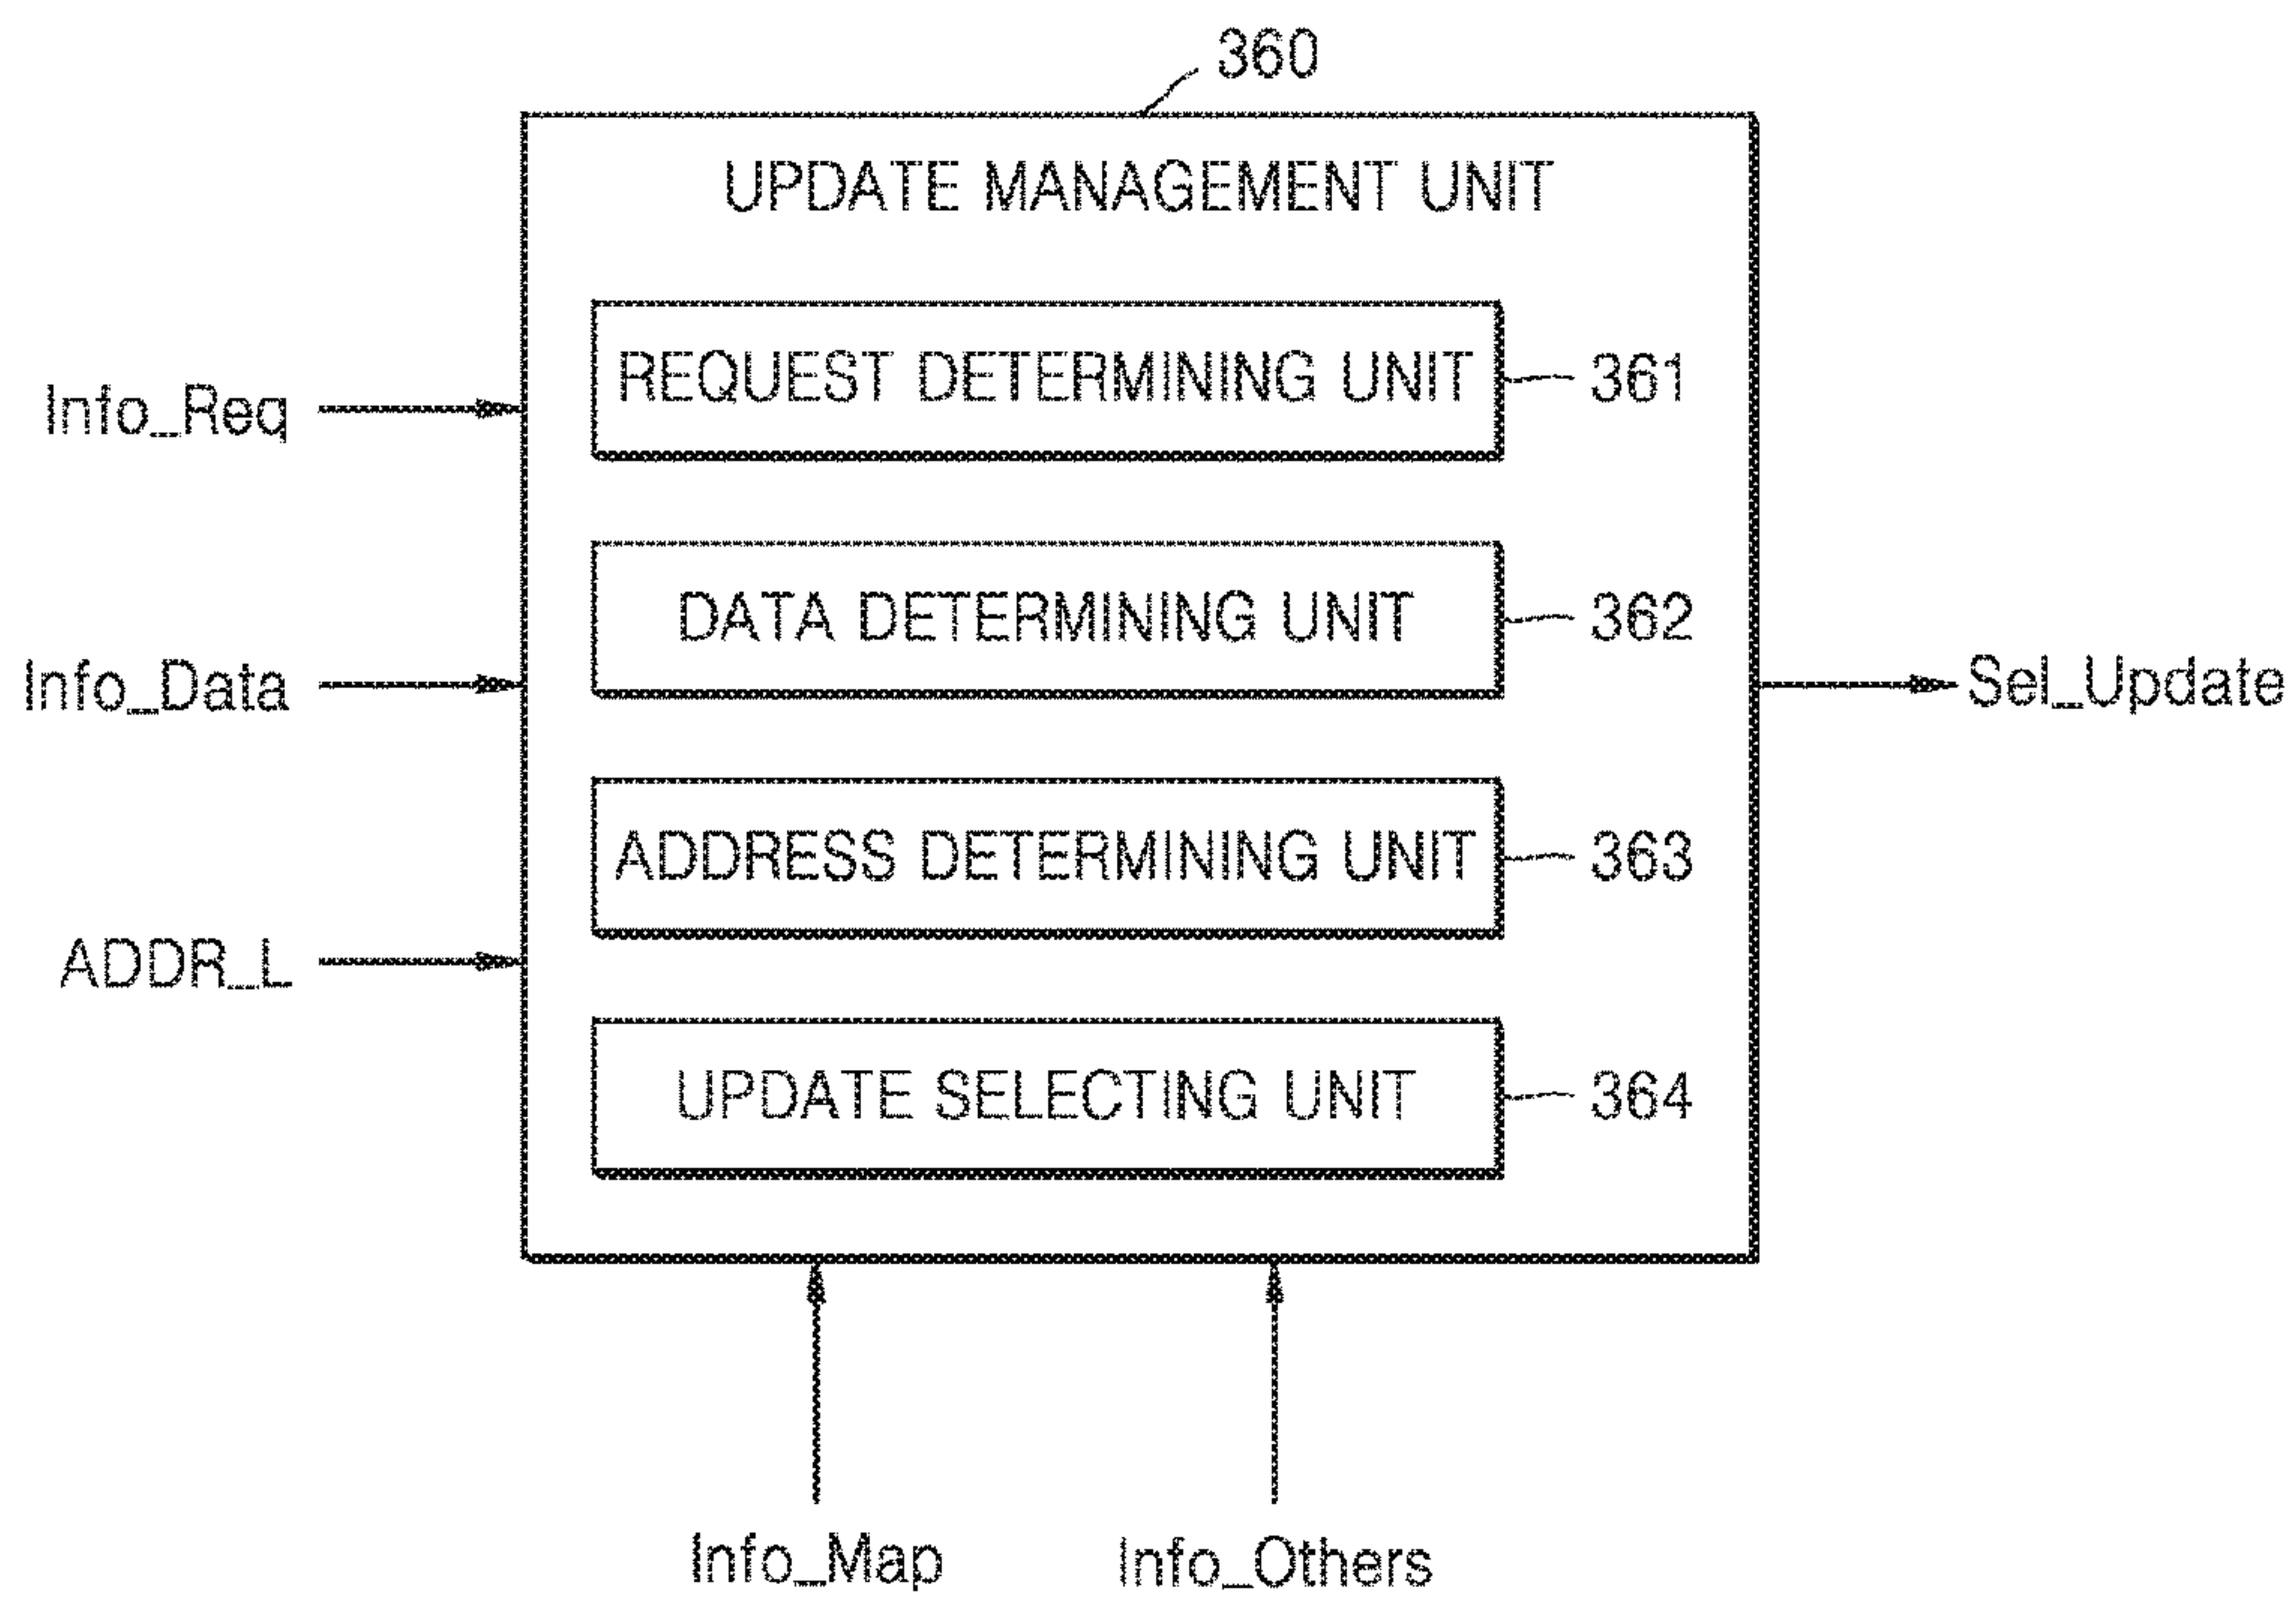 360
UPDATE MANAGEMENT UNIT
REQUEST DETERMINING UNIT
361
Info_Req
DATA DETERMINING UNIT
362
Info_Data
Sel_Update
ADDRESS DETERMINING UNIT
363
ADDR_L
UPDATE SELECTING UNIT
364
Info_Map
Info_Others